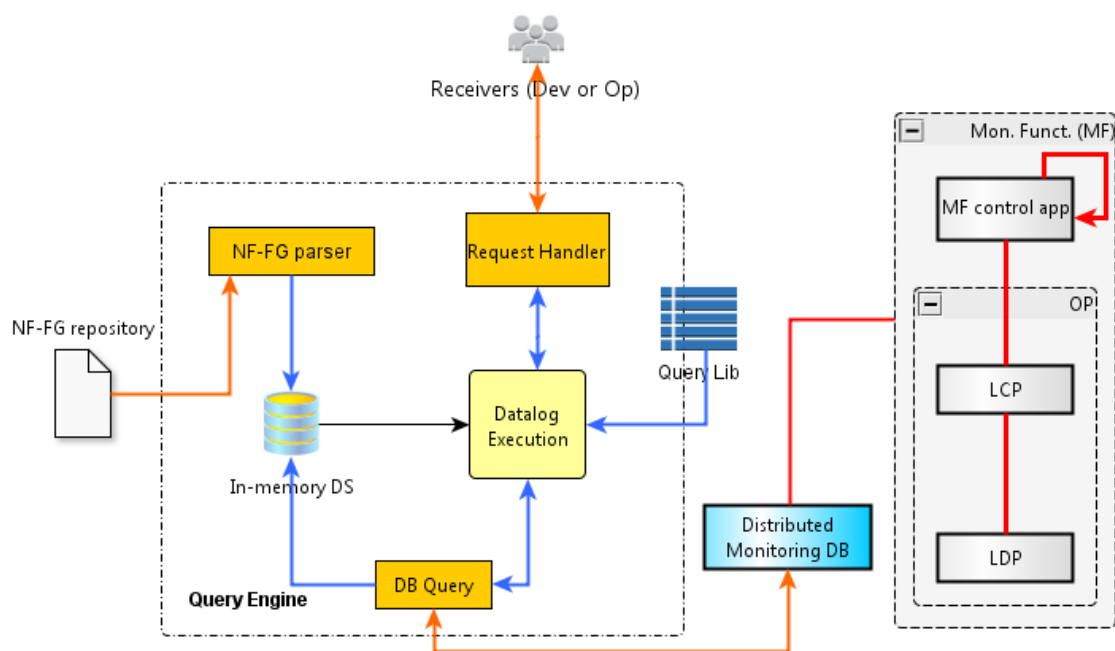 Receivers (Dev or Op)
Mon. Funct. (MF)
MF control app
NF-FG parser
Request Handler
NF-FG repository
OP
Query Lib
LCP
Datalog
Execution
In-memory DS
Distributed
Monitoring DB
LDP
DB Query
Query Engine